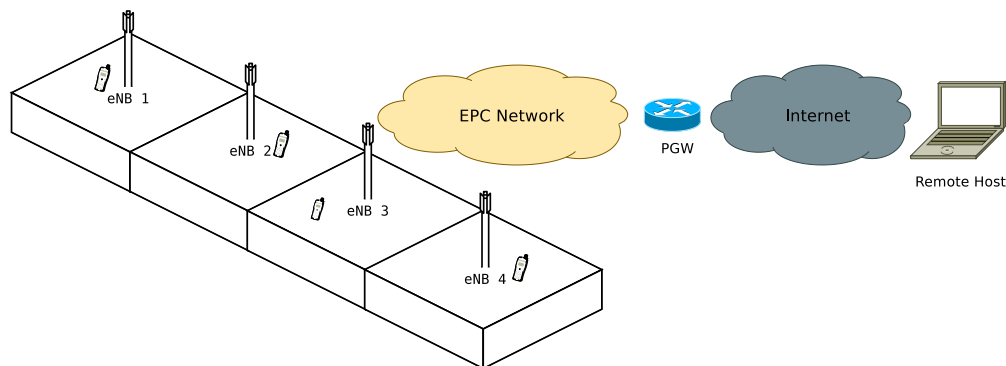 eNB 1
eNB 2
eNB 3
eNB 4
EPC Network
PGW
Internet
Remote Host